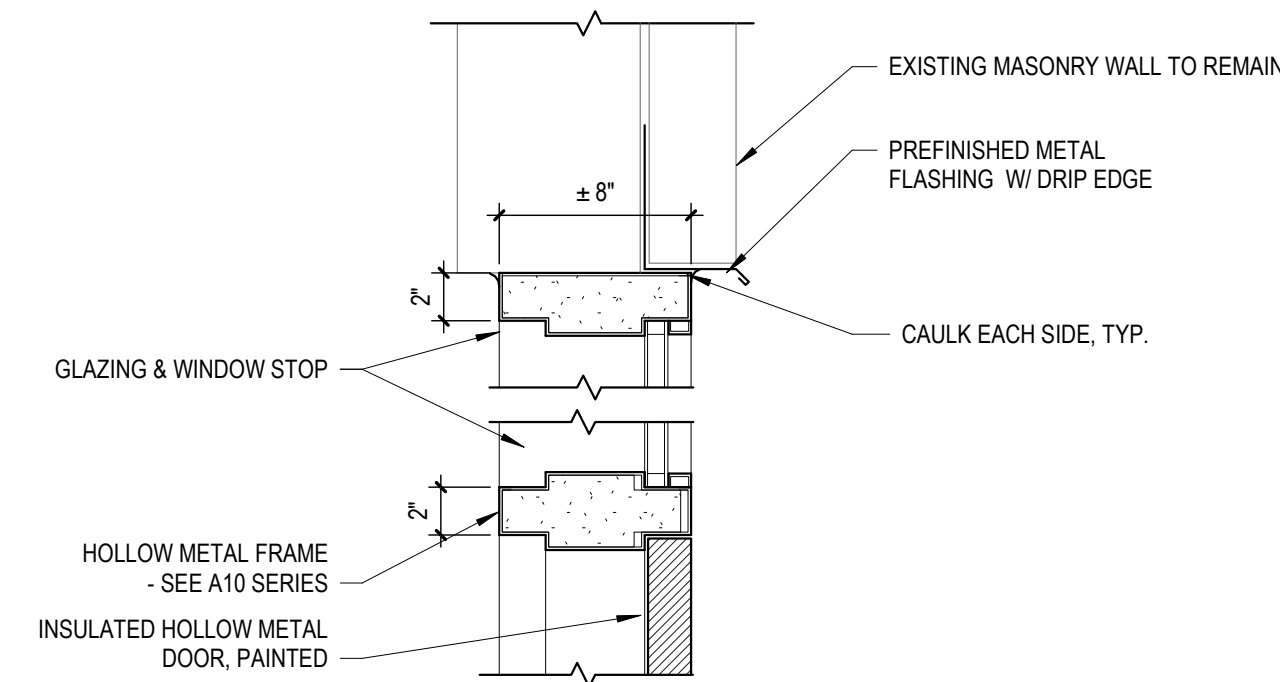 EXISTING MASONRY WALL TO REMAIN
PREFINISHED METAL
FLASHING W/ DRIP EDGE
± 8"
2"
CAULK EACH SIDE, TYP.
GLAZING & WINDOW STOP
2"
HOLLOW METAL FRAME
- SEE A10 SERIES
INSULATED HOLLOW METAL
DOOR, PAINTED